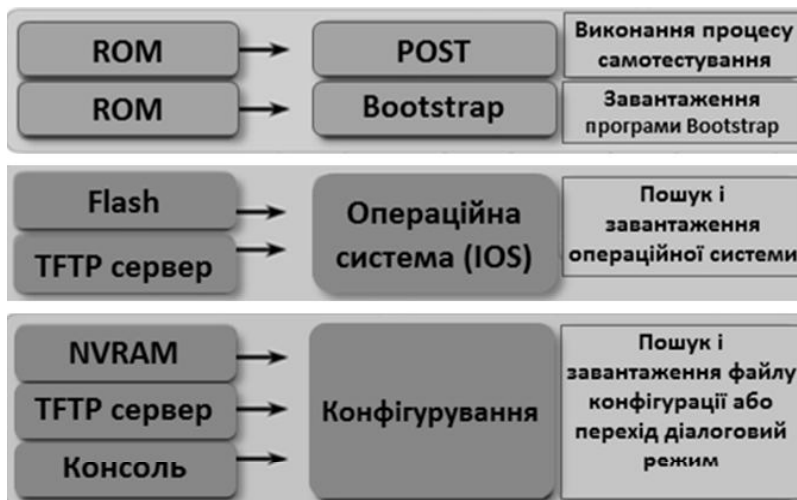 ROM
POST
Виконання процесу
самотестування
ROM
Bootstrap
Завантаження
програми Bootstrap
Flash
TFTP сервер
Операційна
система (IOS)
Пошук і
завантаження
операційної системи
NVRAM
TFTP сервер
Консоль
Конфігурування
Пошук і
завантаження файлу
конфігурації або
перехід діалоговий
режим